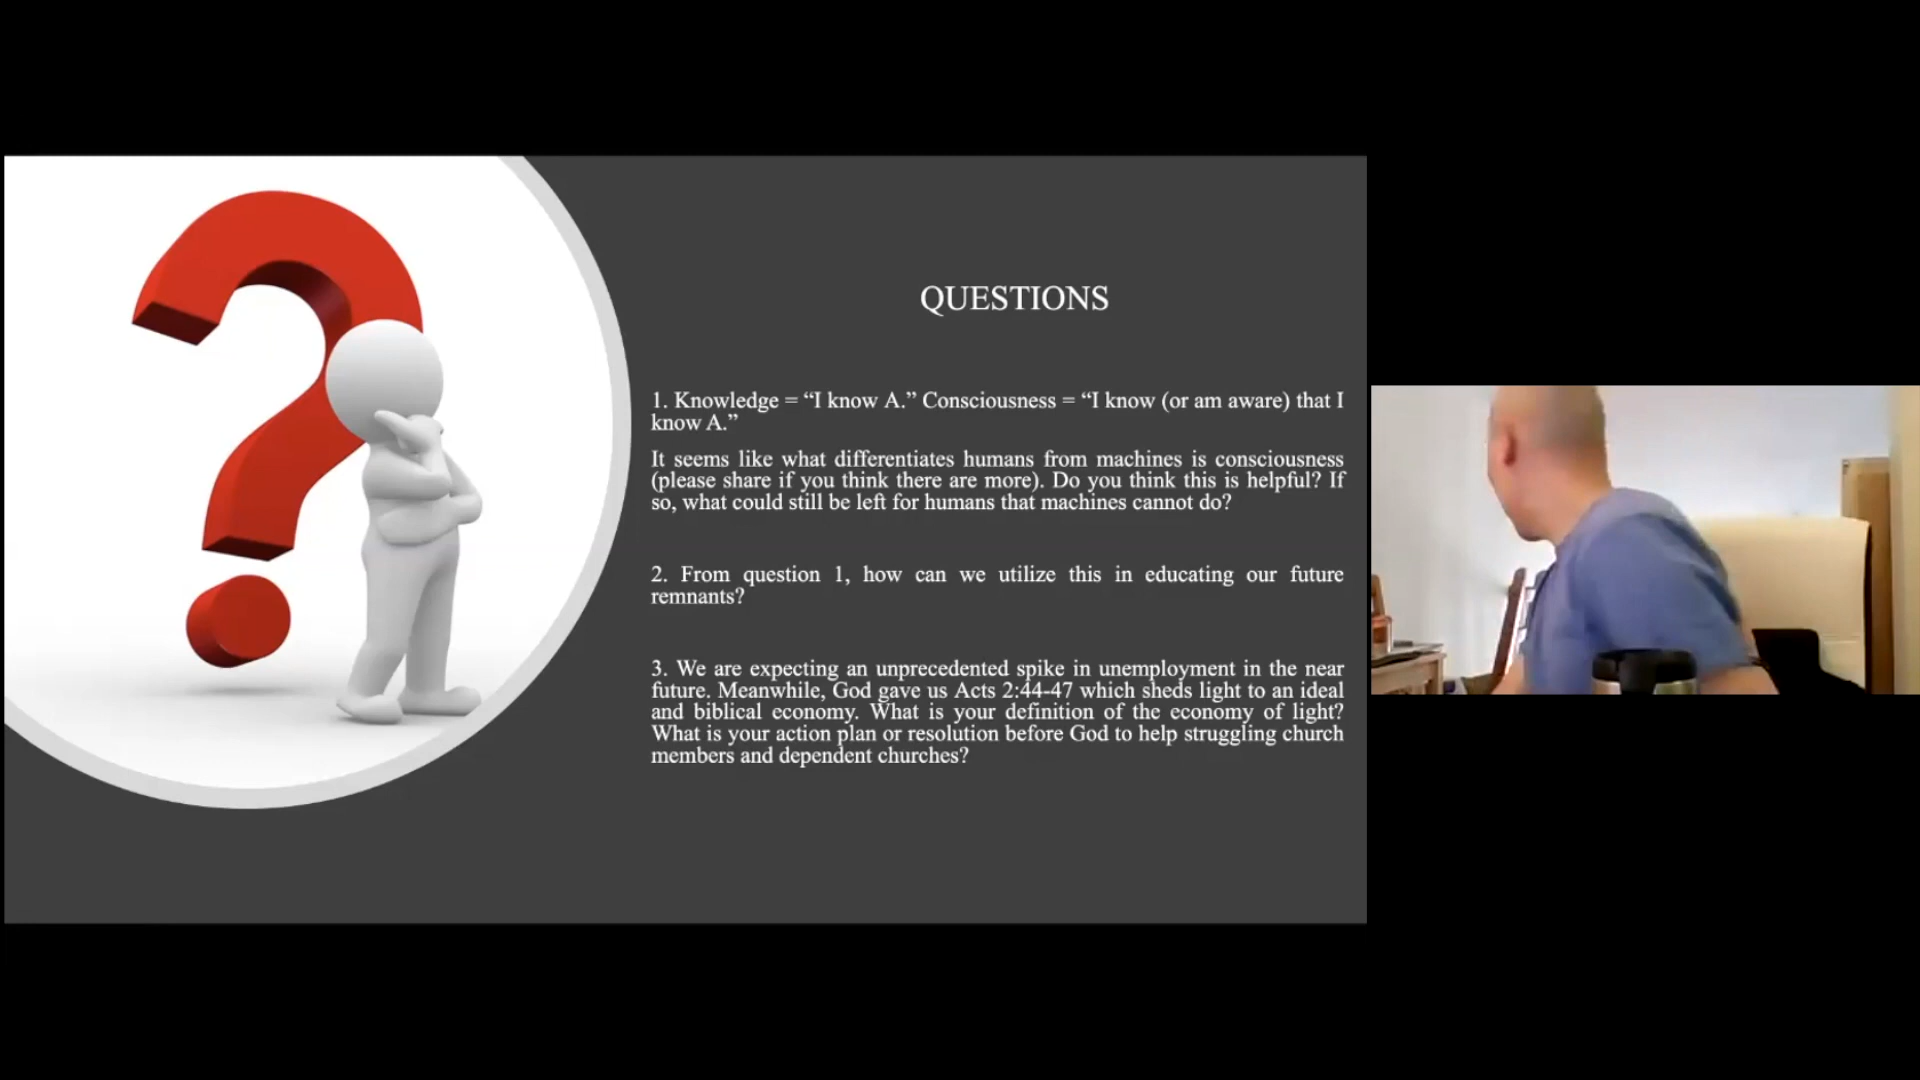 QUESTIONS
1. Knowledge = “I know A.” Consciousness = “I know (or am aware) that I
know A.”
It seems like what differentiates humans from machines is consciousness
(please share if you think there are more). Do you think this is helpful? If
so, what could still be left for humans that machines cannot do?
2. From question 1, how can we utilize this in educating our future
remnants?
3. We are expecting an unprecedented spike in unemployment in the near
future. Meanwhile, God gave us Acts 2:44-47 which sheds light to an ideal
and biblical economy. What is your definition of the economy of light?
What is your action plan or resolution before God to help struggling church
members and dependent churches?